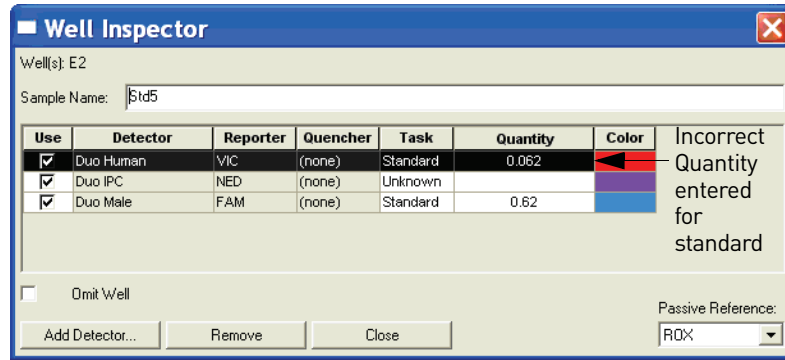 Well Inspector
Well(s): E2
Sample Name: Std5
Use Detector Reporter Quencher Task Quantity Color
Duo Human VIC (none) Standard 0.062
Duo IPC NED (none) Unknown
Duo Male FAM (none) Standard 0.62
Incorrect
Quantity
entered
for
standard
Omit Well
Passive Reference:
Add Detector... Remove Close ROX